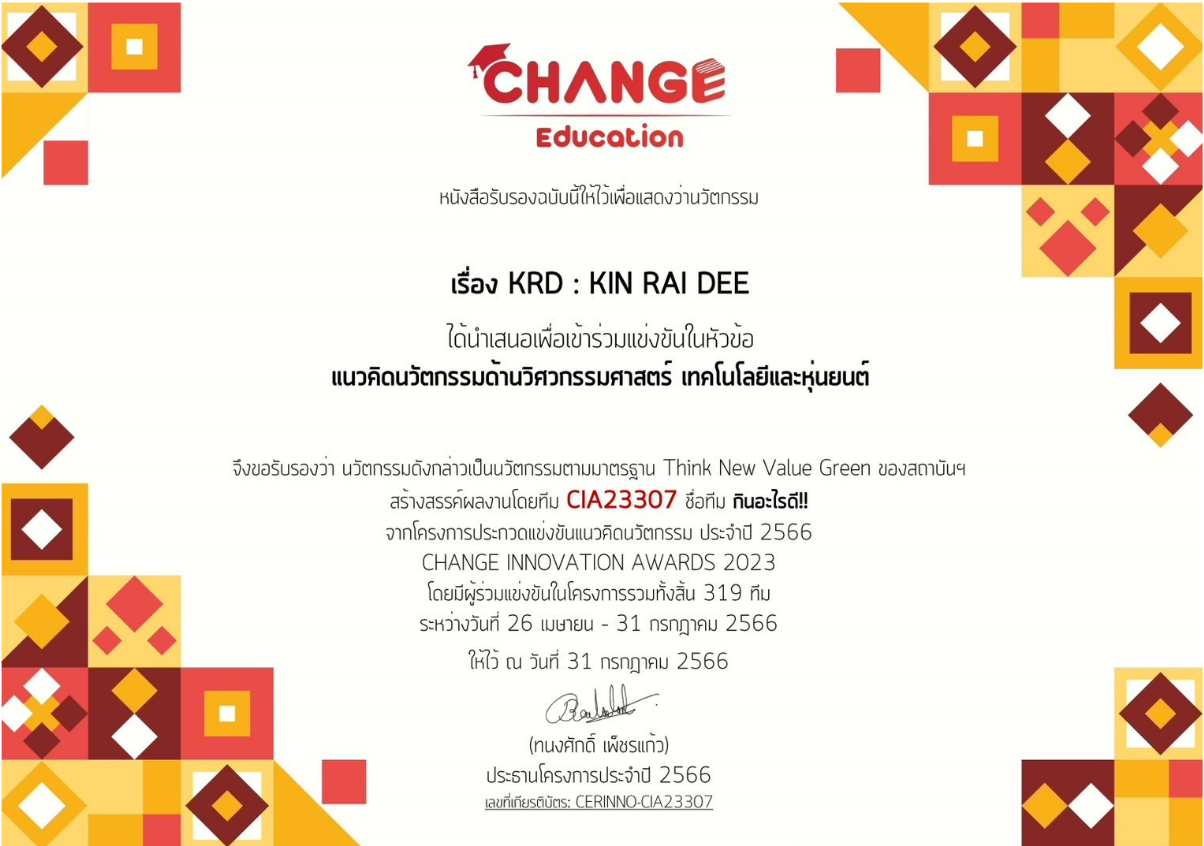 CHANGE
Education
หนังสือรับรองฉบับนี้ให้ไว้เพื่อแสดงว่านวัตกรรม
เรื่อง KRD : KIN RAI DEE
ได้นำเสนอเพื่อเข้าร่วมแข่งขันในหัวข้อ
แนวคิดนวัตกรรมด้านวิศวกรรมศาสตร์ เทคโนโลยีและหุ่นยนต์
จึงขอรับรองว่า นวัตกรรมดังกล่าวเป็นนวัตกรรมตามมาตรฐาน Think New Value Green ของสถาบันฯ
สร้างสรรค์ผลงานโดยทีม CIA23307 ชื่อทีม กินอะไรดี!!
จากโครงการประกวดแข่งขันแนวคิดนวัตกรรม ประจำปี 2566
CHANGE INNOVATION AWARDS 2023
โดยมีผู้ร่วมแข่งขันในโครงการรวมทั้งสิ้น 319 ทีม
ระหว่างวันที่ 26 เมษายน - 31 กรกฎาคม 2566
ให้ไว้ ณ วันที่ 31 กรกฎาคม 2566
(ทนงศักดิ์ เพ็ชรแก้ว)
ประธานโครงการประจำปี 2566
เลขที่เกียรติบัตร: CERINNO-CIA23307